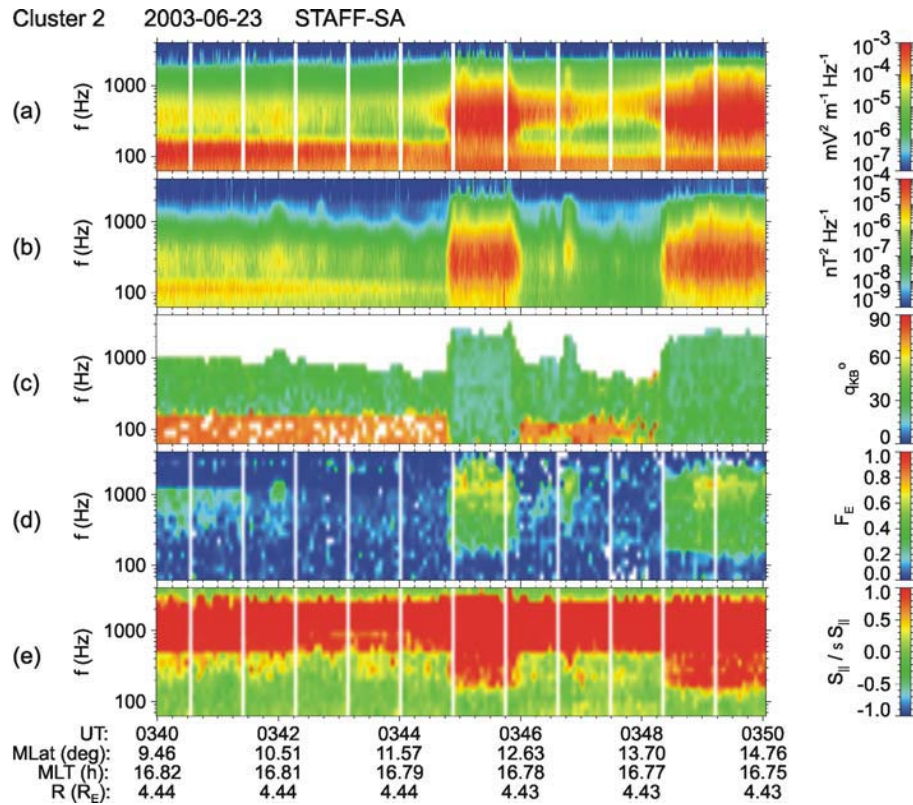 Cluster 2 2003-06-23 STAFF-SA
(a)
f (Hz)
1000
100
10⁻³
10⁻⁴
10⁻⁵
10⁻⁶
10⁻⁷
mV² m⁻¹ Hz⁻¹
(b)
f (Hz)
1000
100
10⁻⁴
10⁻⁵
10⁻⁶
10⁻⁷
10⁻⁸
10⁻⁹
nT² Hz⁻¹
(c)
f (Hz)
1000
100
90
60
30
0
qKB°
(d)
f (Hz)
1000
100
1.0
0.8
0.6
0.4
0.2
0.0
F_E
(e)
f (Hz)
1000
100
1.0
0.5
0.0
-0.5
-1.0
S|| / s S||
UT: 0340 0342 0344 0346 0348 0350
MLat (deg): 9.46 10.51 11.57 12.63 13.70 14.76
MLT (h): 16.82 16.81 16.79 16.78 16.77 16.75
R (R_E): 4.44 4.44 4.44 4.43 4.43 4.43